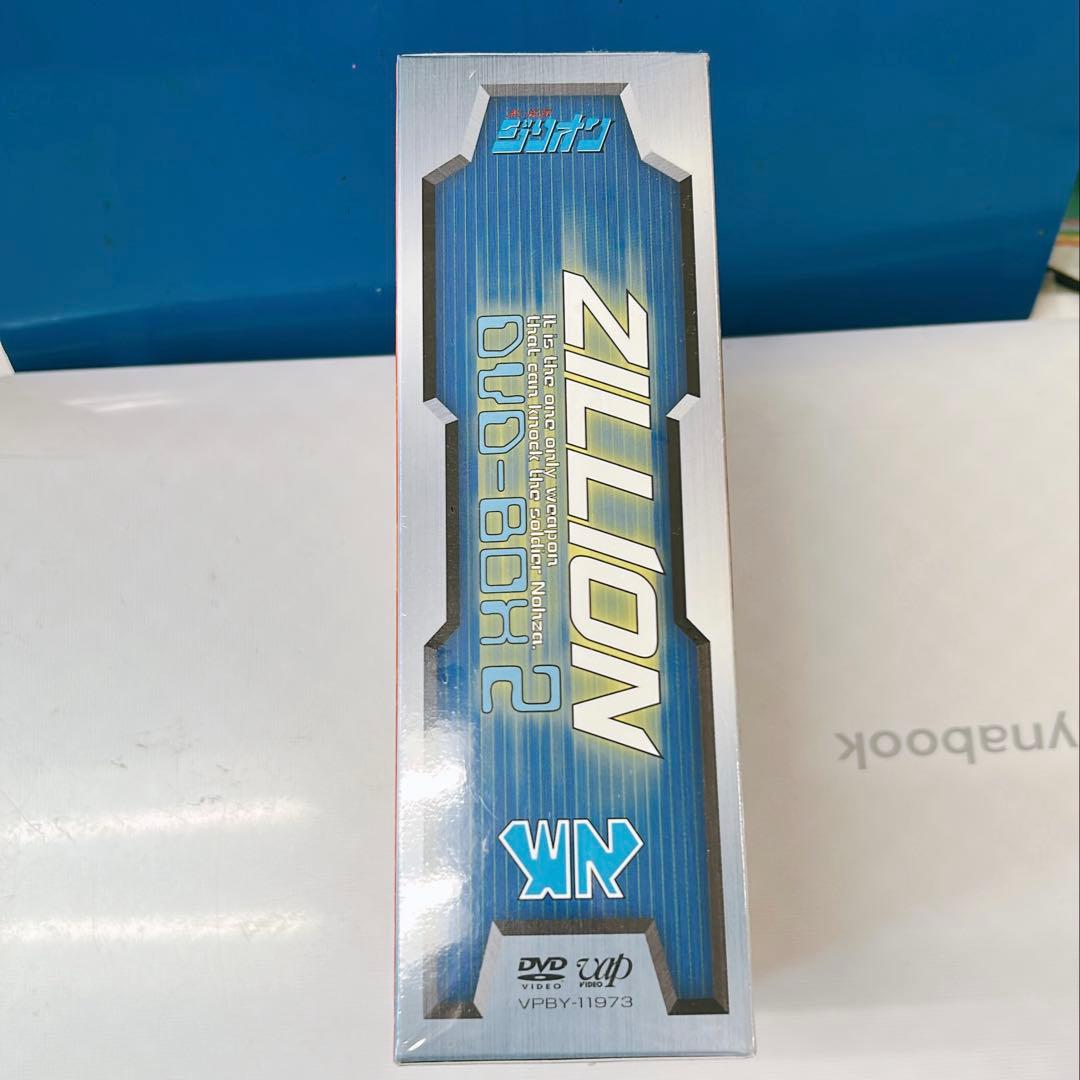 赤い光弾
ジリオン
ZILLION
It is the one only weapon
that can knock the soldier Nohza.
DVD-BOX 2
WN
DVD
VIDEO
vap
VIDEO
VPBY-11973
ynabook